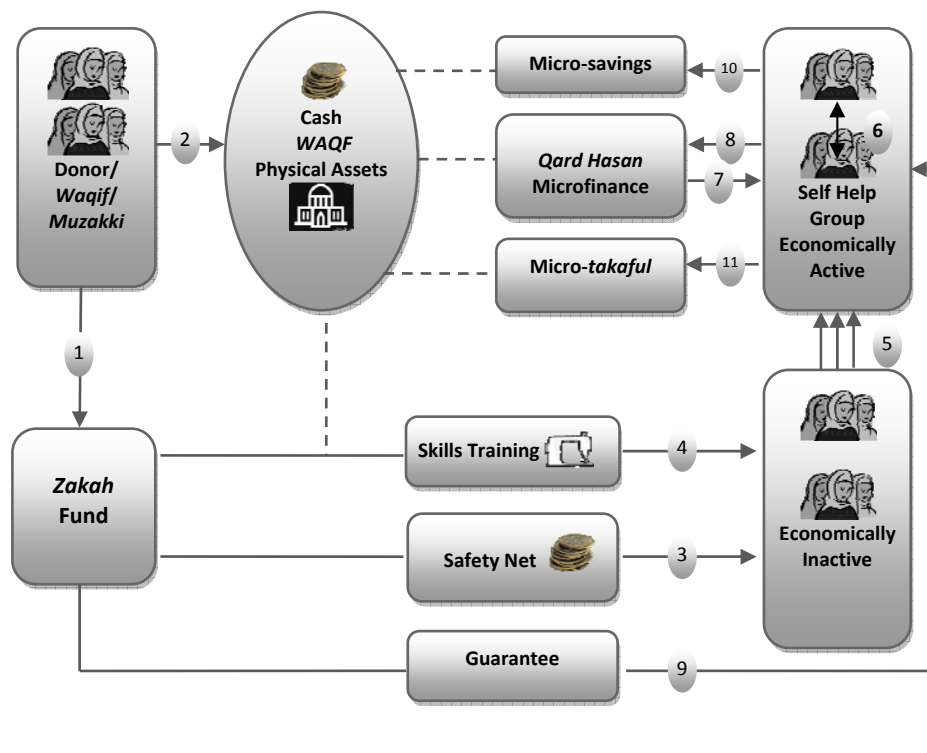 Donor/
Waqif/
Muzakki
2
Cash
WAQF
Physical Assets
Micro-savings
10
Qard Hasan
Microfinance
8
7
Micro-takaful
11
6
Self Help
Group
Economically
Active
1
5
Zakah
Fund
Skills Training
4
Safety Net
3
Economically
Inactive
Guarantee
9